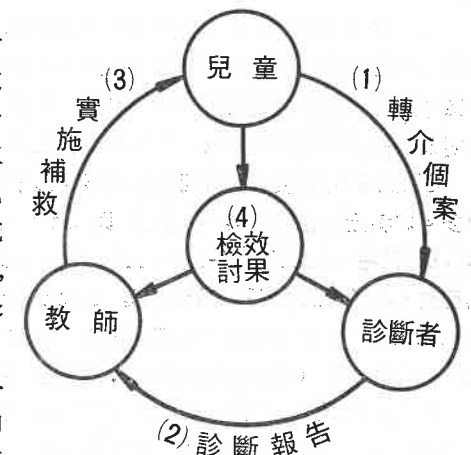 兒童
(1) 轉介個案
(3) 實施補救
(4)
檢效
討果
教師
診斷者
(2) 診斷報告